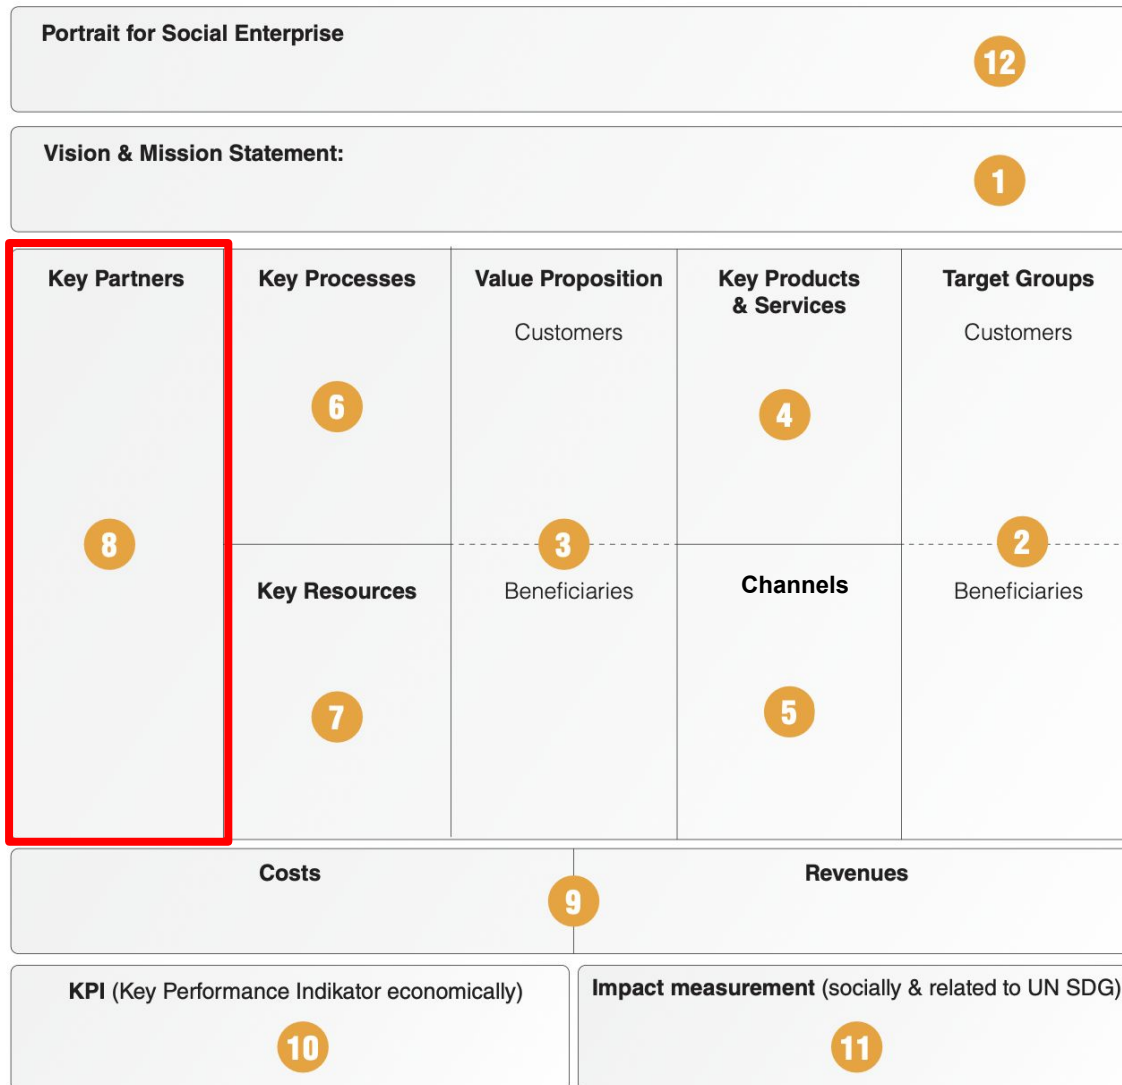 Portrait for Social Enterprise
12
Vision & Mission Statement:
1
Key Partners
8
Key Processes
6
Key Resources
7
Value Proposition
Customers
3
Beneficiaries
Key Products
& Services
4
Channels
5
Target Groups
Customers
2
Beneficiaries
Costs
9
Revenues
KPI (Key Performance Indikator economically)
10
Impact measurement (socially & related to UN SDG)
11